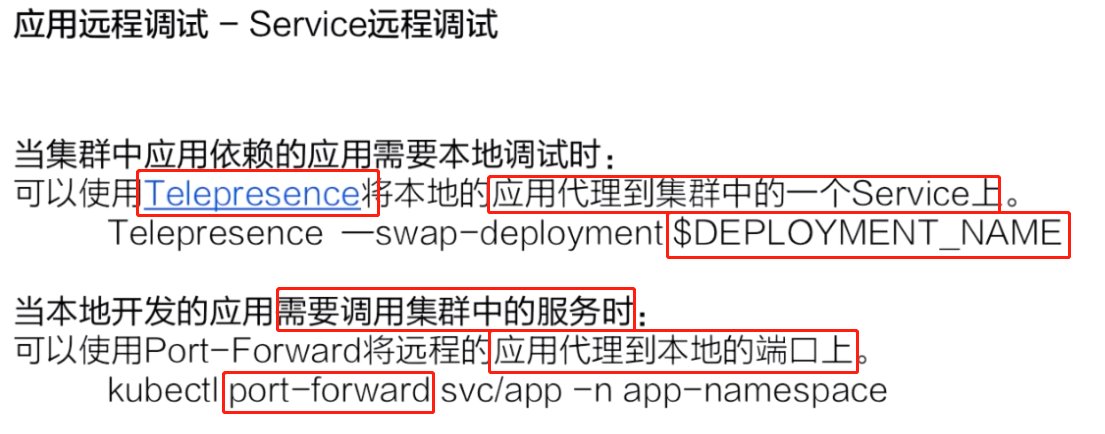 应用远程调试 - Service远程调试
当集群中应用依赖的应用需要本地调试时：
可以使用Telepresence将本地的应用代理到集群中的一个Service上。
Telepresence —swap-deployment $DEPLOYMENT_NAME
当本地开发的应用需要调用集群中的服务时：
可以使用Port-Forward将远程的应用代理到本地的端口上。
kubectl port-forward svc/app -n app-namespace